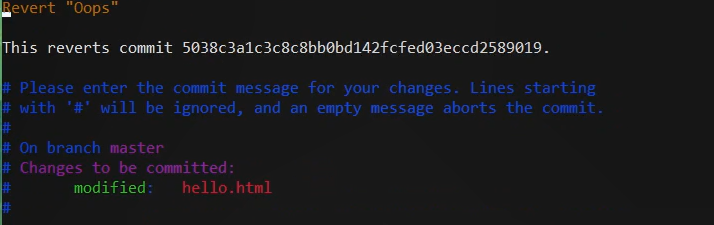 Revert "Oops"
This reverts commit 5038c3a1c3c8c8bb0bd142fcfed03eccd2589019.
# Please enter the commit message for your changes. Lines starting
# with '#' will be ignored, and an empty message aborts the commit.
#
# On branch master
# Changes to be committed:
#       modified:   hello.html
#